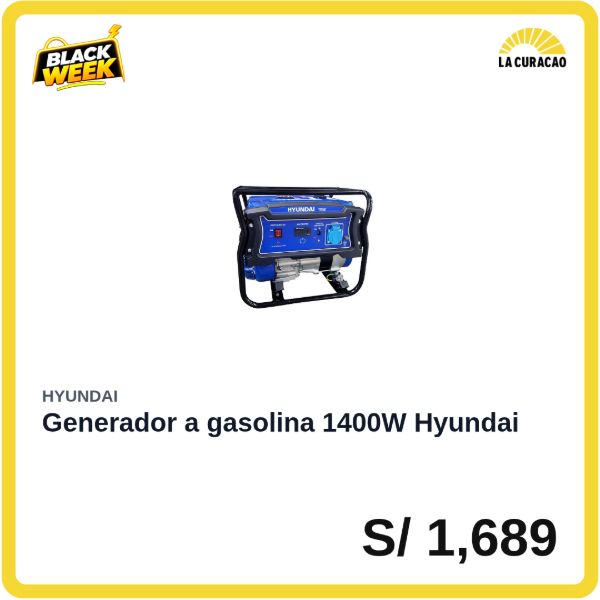 BLACK
WEEK
LA CURACAO
HYUNDAI
HYUNDAI
Generador a gasolina 1400W Hyundai
S/ 1,689